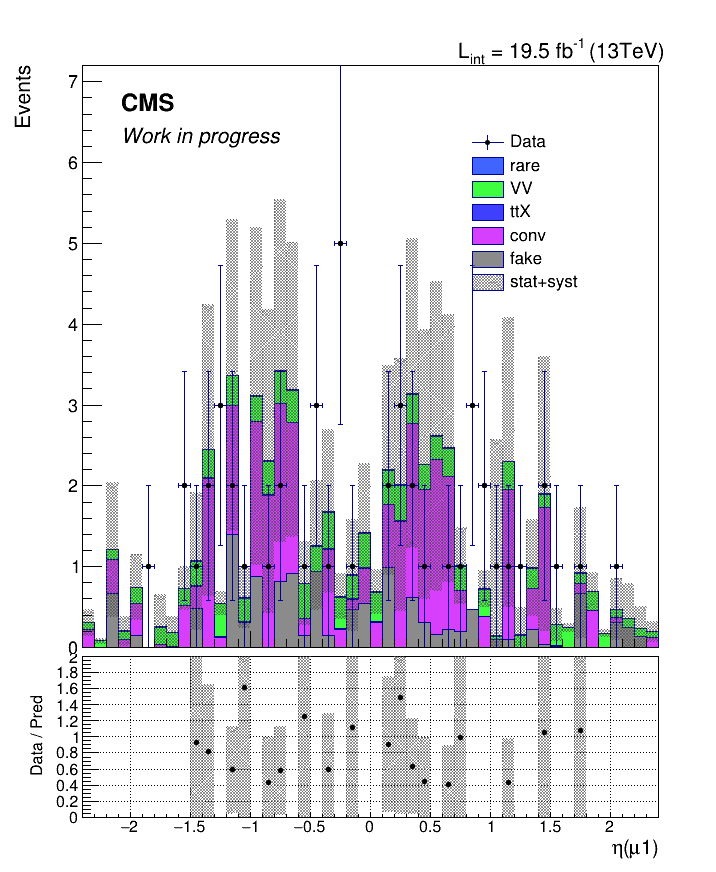 L_int = 19.5 fb^-1 (13TeV)
Events
CMS
Work in progress
Data
rare
VV
ttX
conv
fake
stat+syst
7
6
5
4
3
2
1
0
Data / Pred
2
1.8
1.6
1.4
1.2
1
0.8
0.6
0.4
0.2
0
−2 −1.5 −1 −0.5 0 0.5 1 1.5 2
η(μ1)